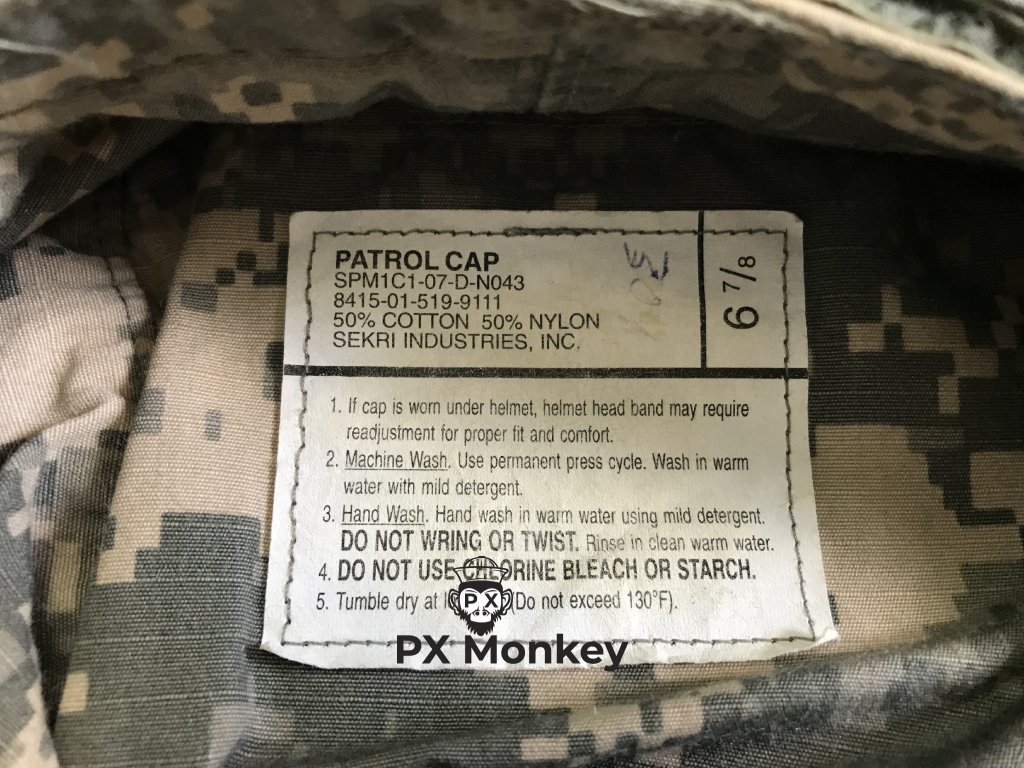 PATROL CAP
SPM1C1-07-D-N043
8415-01-519-9111
50% COTTON 50% NYLON
SEKRI INDUSTRIES, INC.
6 7/8
1. If cap is worn under helmet, helmet head band may require
readjustment for proper fit and comfort.
2. Machine Wash. Use permanent press cycle. Wash in warm
water with mild detergent.
3. Hand Wash. Hand wash in warm water using mild detergent.
DO NOT WRING OR TWIST. Rinse in clean warm water.
4. DO NOT USE CHLORINE BLEACH OR STARCH.
5. Tumble dry at (Do not exceed 130°F).
PX
PX Monkey